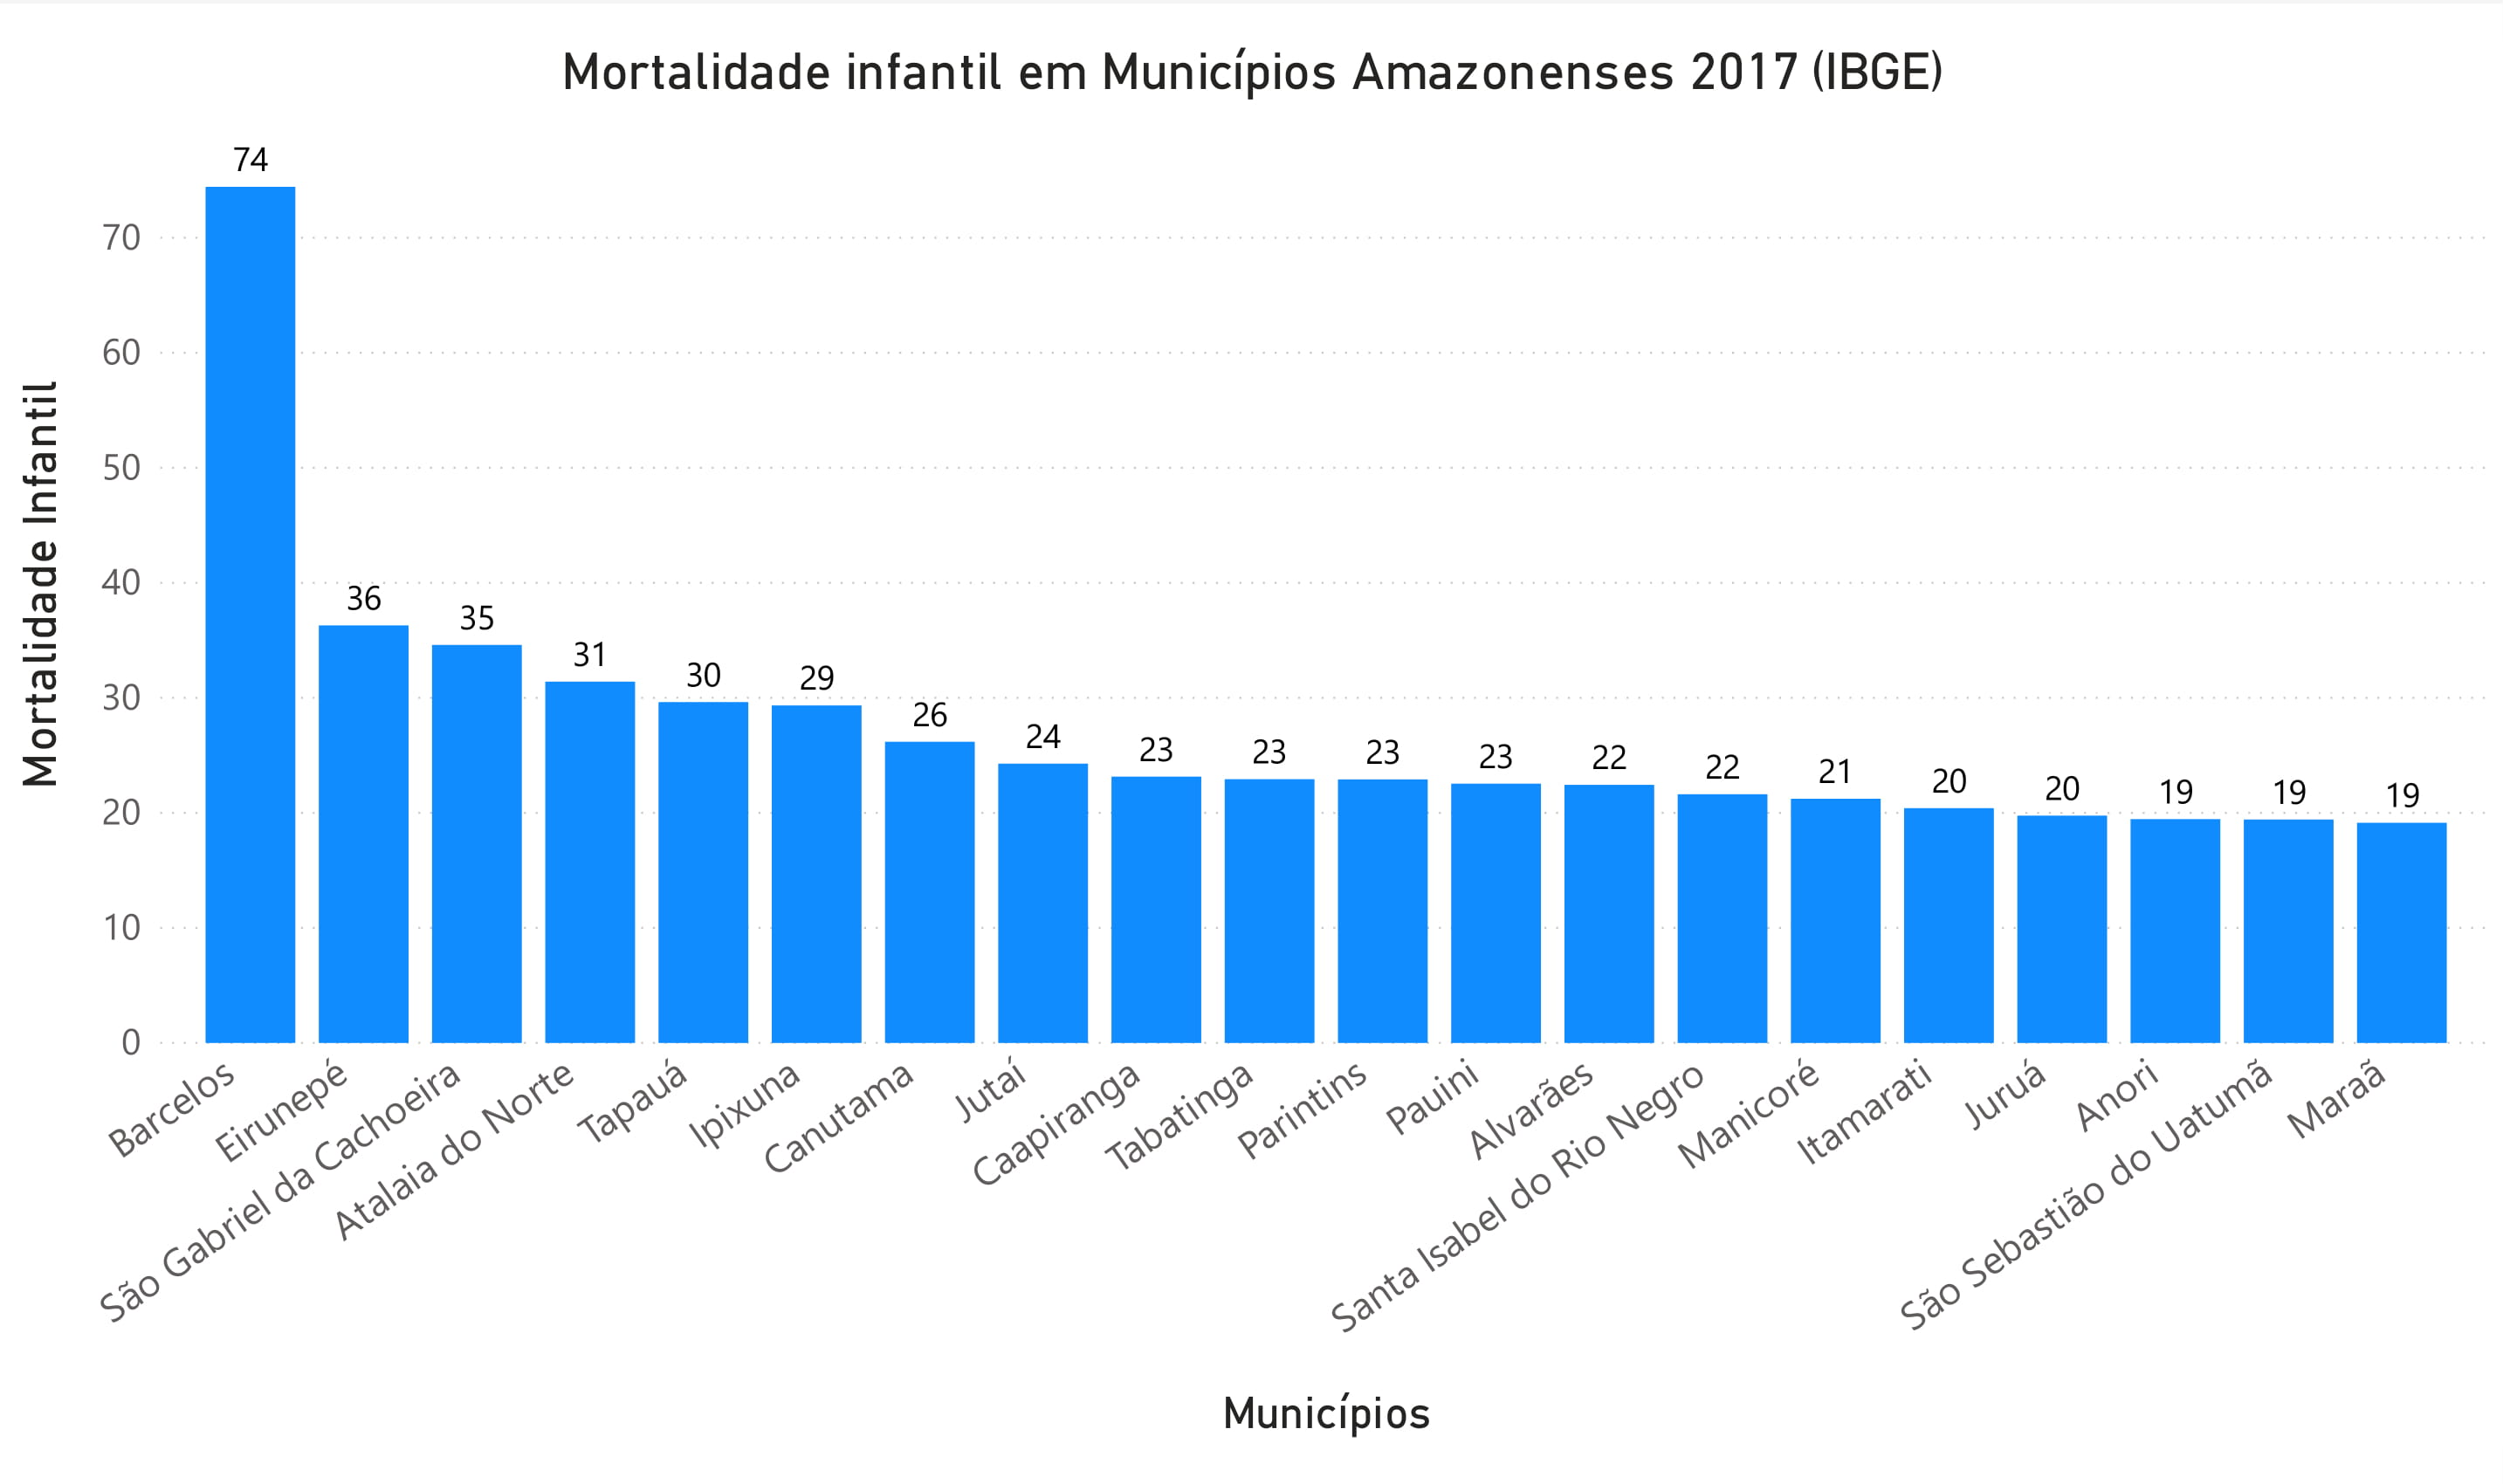 Mortalidade infantil em Municípios Amazonenses 2017 (IBGE)
Mortalidade Infantil
70
60
50
40
30
20
10
0
74
36
35
31
30
29
26
24
23
23
23
23
22
22
21
20
20
19
19
19
Barcelos
Eirunepé
São Gabriel da Cachoeira
Atalaia do Norte
Tapauá
Ipixuna
Canutama
Jutaí
Caapiranga
Tabatinga
Parintins
Pauini
Alvarães
Santa Isabel do Rio Negro
Manicoré
Itamarati
Juruá
Anori
São Sebastião do Uatumã
Maraã
Municípios